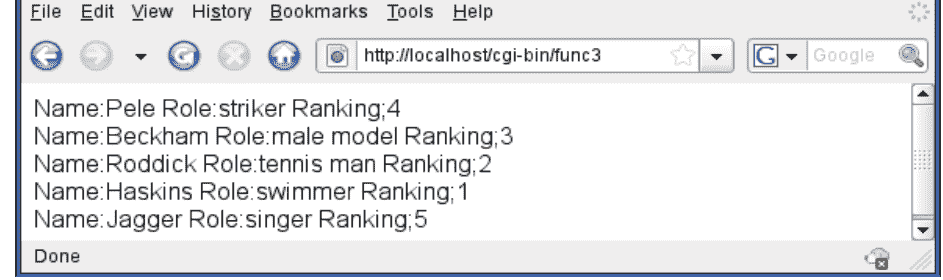 File Edit View History Bookmarks Tools Help
http://localhost/cgi-bin/func3 G Google
Name:Pele Role:striker Ranking;4
Name:Beckham Role:male model Ranking;3
Name:Roddick Role:tennis man Ranking;2
Name:Haskins Role:swimmer Ranking;1
Name:Jagger Role:singer Ranking;5
Done